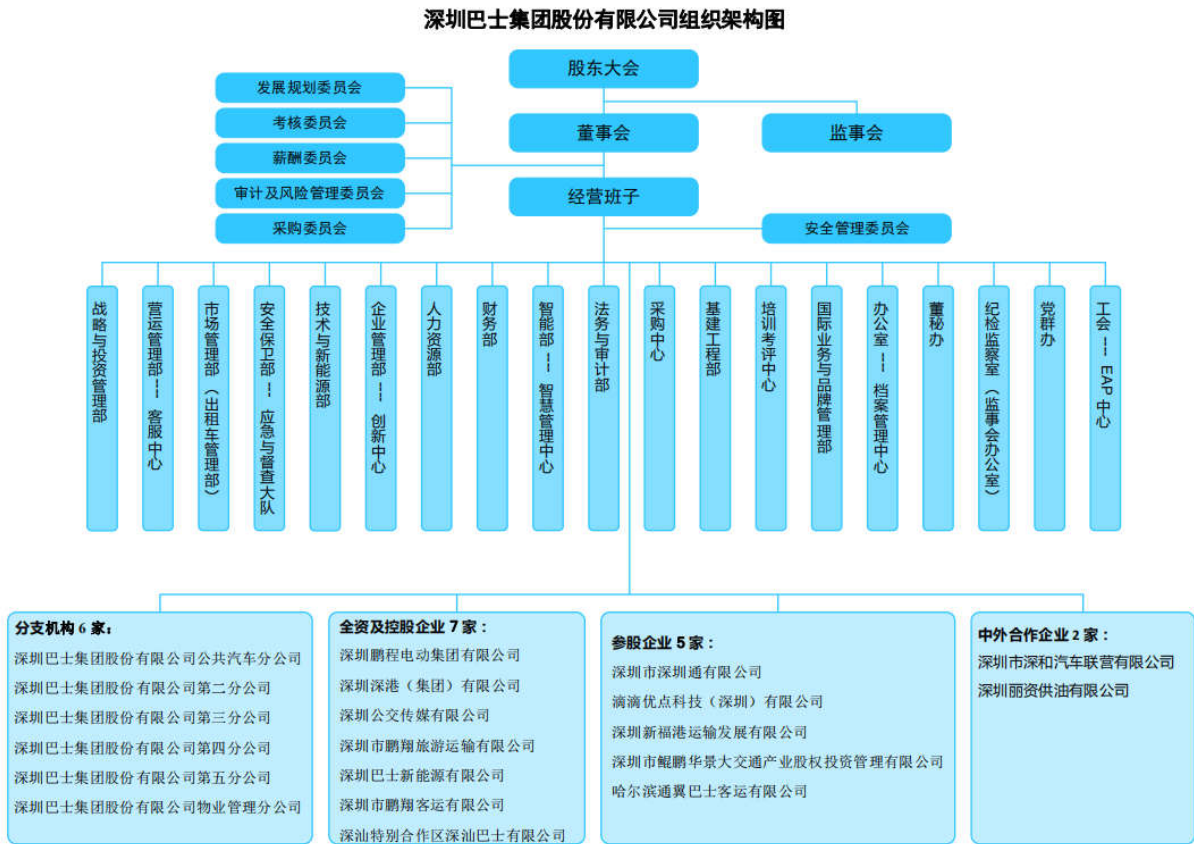 深圳巴士集团股份有限公司组织架构图
股东大会
发展规划委员会
考核委员会
董事会
监事会
薪酬委员会
审计及风险管理委员会
经营班子
采购委员会
安全管理委员会
战略与投资管理部
营运管理部---客服中心
市场管理部（出租车管理部）
安全保卫部 -- 应急与督查大队
技术与新能源部
企业管理部 --- 创新中心
人力资源部
财务部
智能部 --- 智慧管理中心
法务与审计部
采购中心
基建工程部
培训考评中心
国际业务与品牌管理部
办公室 --- 档案管理中心
董秘办
纪检监察室（监事会办公室）
党群办
工会 --- EAP 中心
分支机构 6 家：
深圳巴士集团股份有限公司公共汽车分公司
深圳巴士集团股份有限公司第二分公司
深圳巴士集团股份有限公司第三分公司
深圳巴士集团股份有限公司第四分公司
深圳巴士集团股份有限公司第五分公司
深圳巴士集团股份有限公司物业管理分公司
全资及控股企业 7 家：
深圳鹏程电动集团有限公司
深圳深港（集团）有限公司
深圳公交传媒有限公司
深圳市鹏翔旅游运输有限公司
深圳巴士新能源有限公司
深圳市鹏翔客运有限公司
深汕特别合作区深汕巴士有限公司
参股企业 5 家：
深圳市深圳通有限公司
滴滴优点科技（深圳）有限公司
深圳新福港运输发展有限公司
深圳市鲲鹏华景大交通产业股权投资管理有限公司
哈尔滨通翼巴士客运有限公司
中外合作企业 2 家：
深圳市深和汽车联营有限公司
深圳丽资供油有限公司